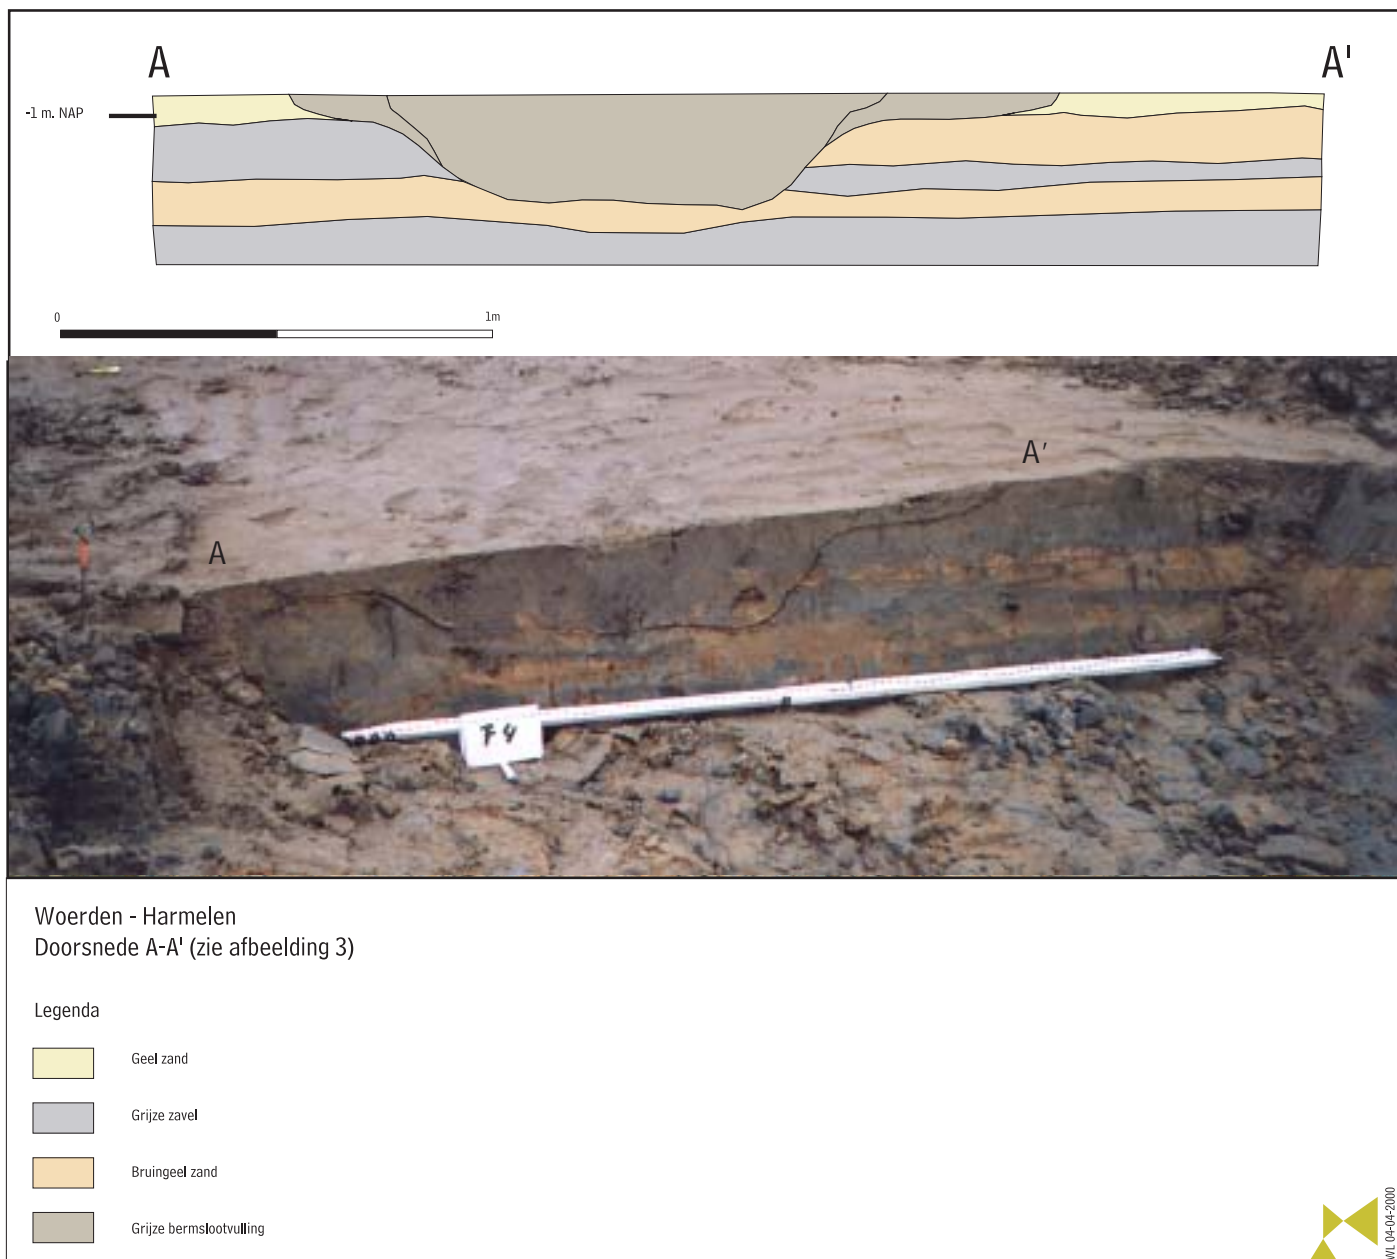 A A'
-1 m. NAP
0 1m
A'
A
F4
Woerden - Harmelen
Doorsnede A-A' (zie afbeelding 3)
Legenda
Geel zand
Grijze zavel
Bruingeel zand
Grijze bermslootvulling
WL 04-04-2000